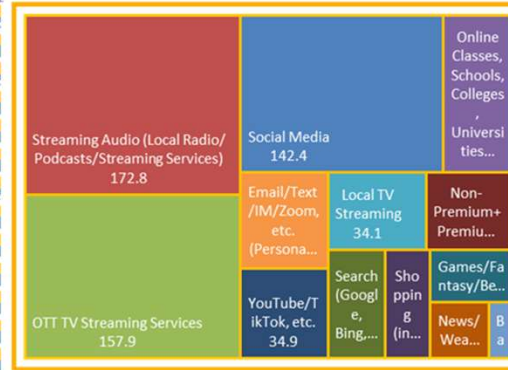 Streaming Audio (Local Radio/
Podcasts/Streaming Services)
172.8
OTT TV Streaming Services
157.9
Social Media
142.4
Online
Classes,
Schools,
Colleges
,
Universi
ties...
Email/Text
/IM/Zoom,
etc.
(Persona...
Local TV
Streaming
34.1
Non-
Premium+
Premiu...
YouTube/T
ikTok, etc.
34.9
Search
(Googl
e,
Bing,...
Sho
ppin
g
(in...
Games/Fa
ntasy/Be...
News/
Wea...
B
a